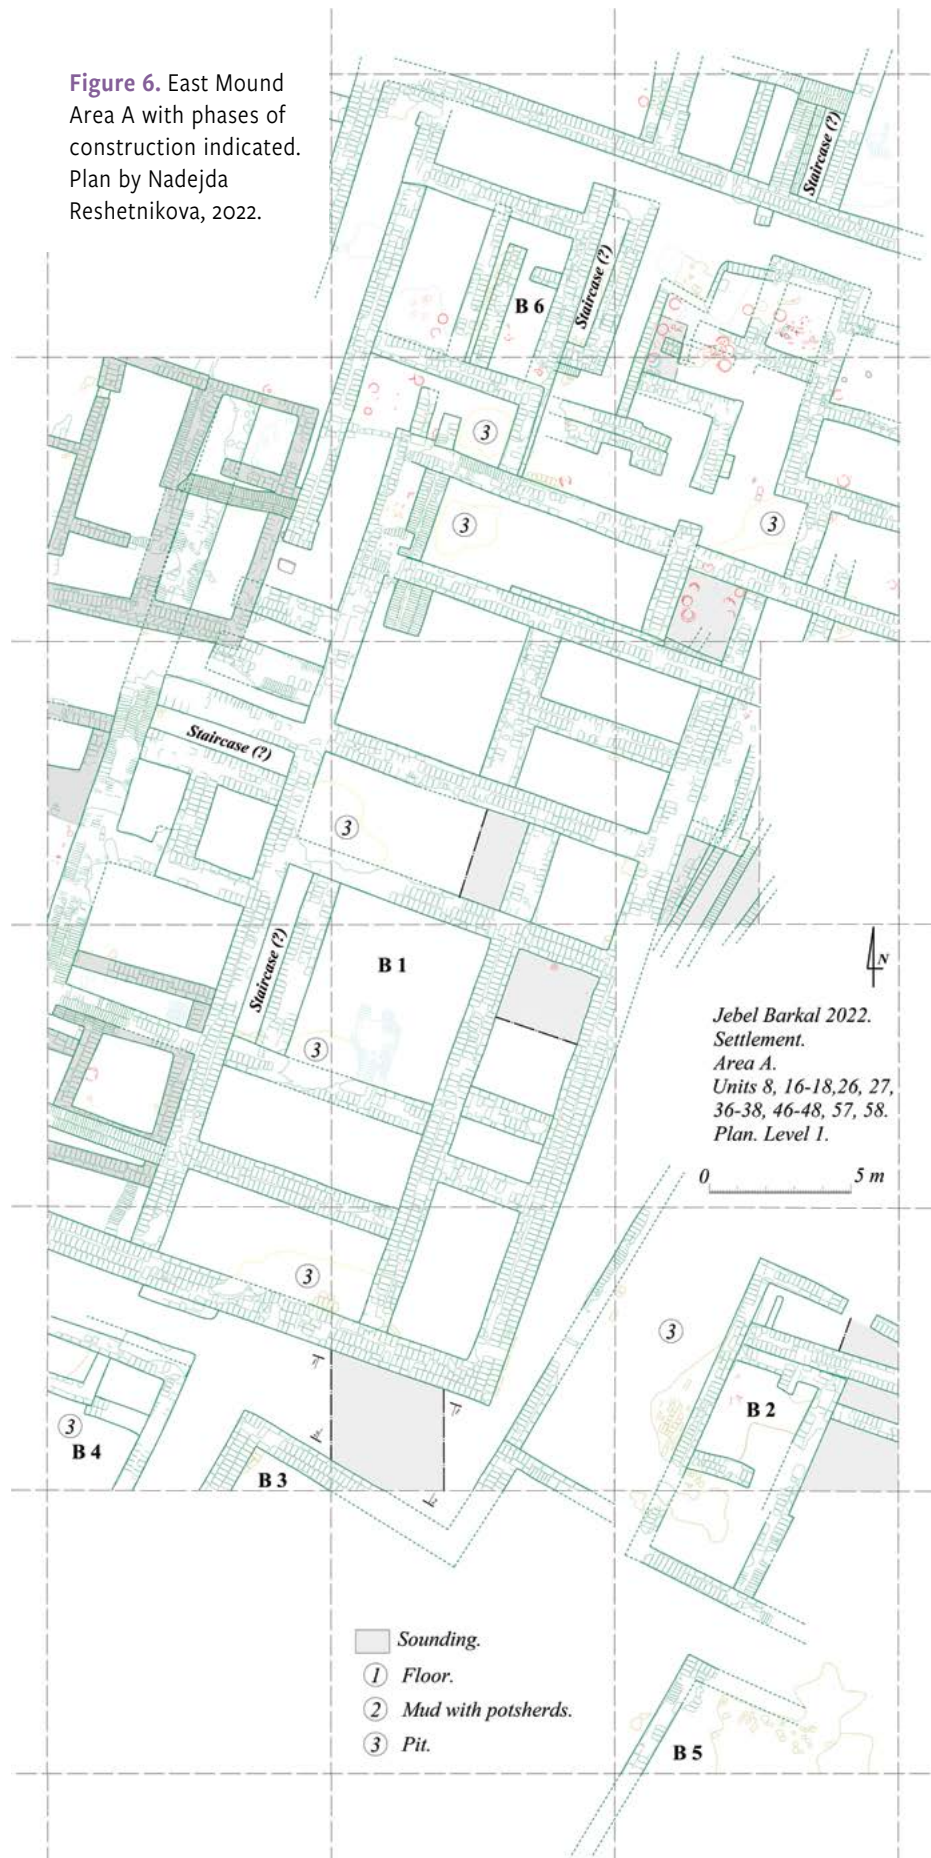 Figure 6. East Mound
Area A with phases of
construction indicated.
Plan by Nadejda
Reshetnikova, 2022.
Staircase (?)
Staircase (?)
B 6
3
3
3
Staircase (?)
3
Staircase (?)
B 1
3
N
Jebel Barkal 2022.
Settlement.
Area A.
Units 8, 16-18,26, 27,
36-38, 46-48, 57, 58.
Plan. Level 1.
0 5 m
3
3
B 2
3
B 4
B 3
Sounding.
1 Floor.
2 Mud with potsherds.
3 Pit.
B 5